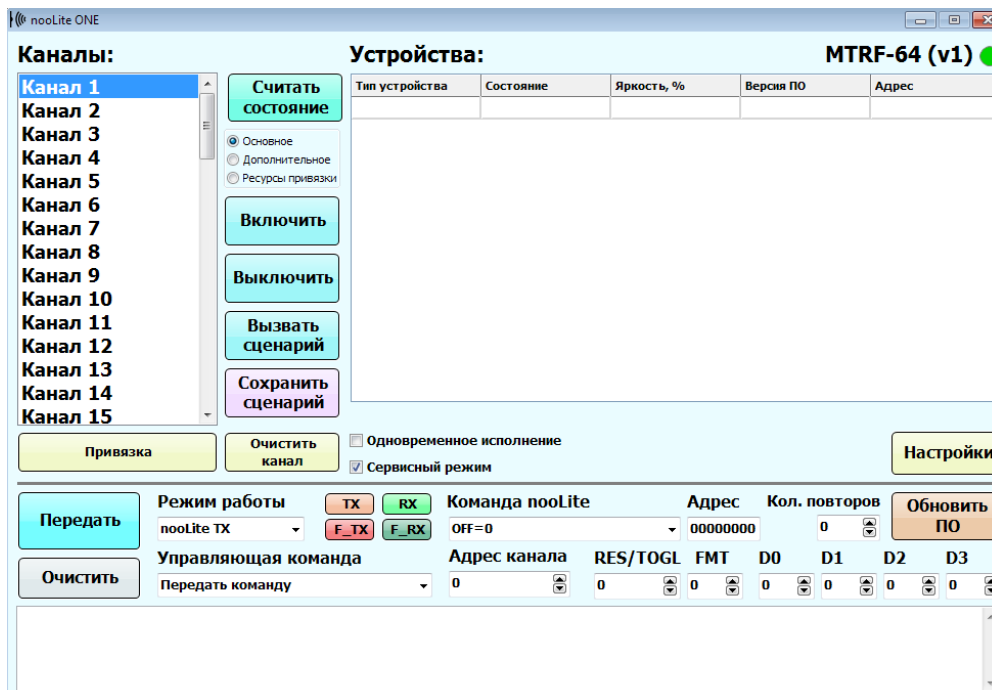 nooLite ONE
Каналы:
Устройства:
MTRF-64 (v1)
Канал 1
Канал 2
Канал 3
Канал 4
Канал 5
Канал 6
Канал 7
Канал 8
Канал 9
Канал 10
Канал 11
Канал 12
Канал 13
Канал 14
Канал 15
Считать
состояние
Основное
Дополнительное
Ресурсы привязки
Включить
Выключить
Вызвать
сценарий
Сохранить
сценарий
Тип устройства Состояние Яркость, % Версия ПО Адрес
Привязка
Очистить
канал
Одновременное исполнение
Сервисный режим
Настройки
Передать
Очистить
Режим работы TX RX Команда nooLite Адрес Кол. повторов
nooLite TX F_TX F_RX OFF=0 00000000 0
Обновить
ПО
Управляющая команда Адрес канала RES/TOGL FMT D0 D1 D2 D3
Передать команду 0 0 0 0 0 0 0